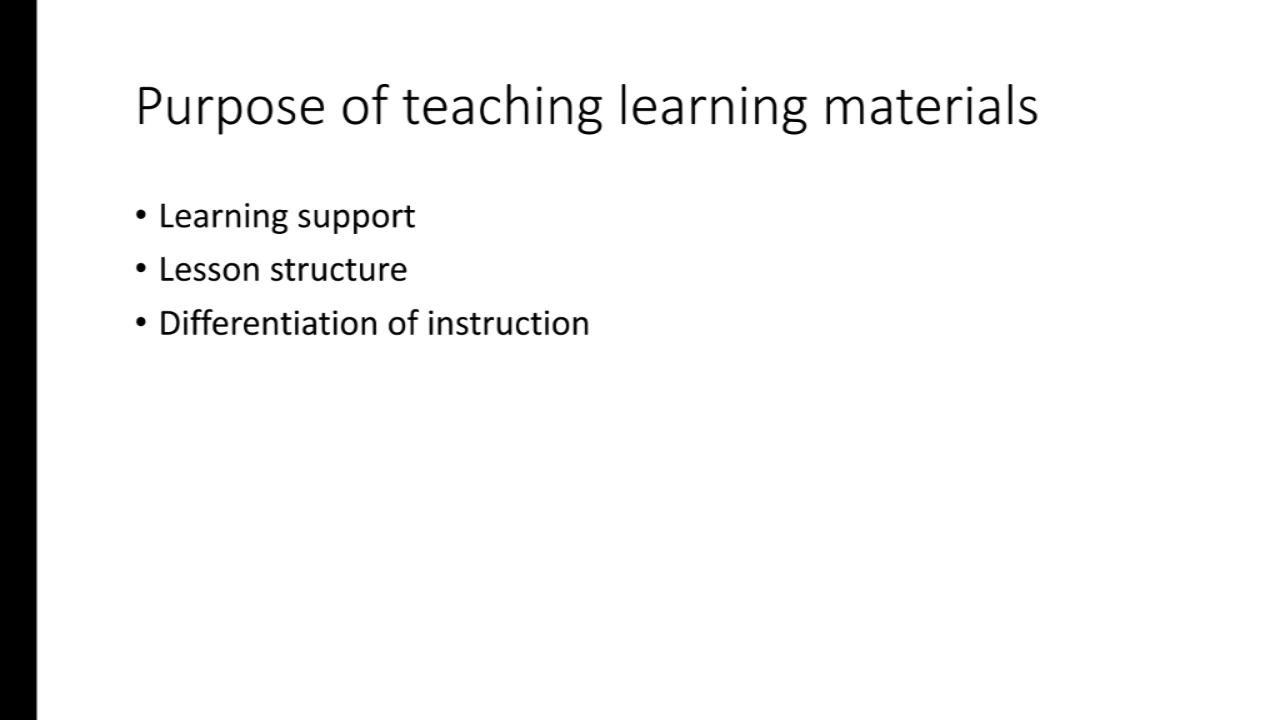 Purpose of teaching learning materials
• Learning support
• Lesson structure
• Differentiation of instruction